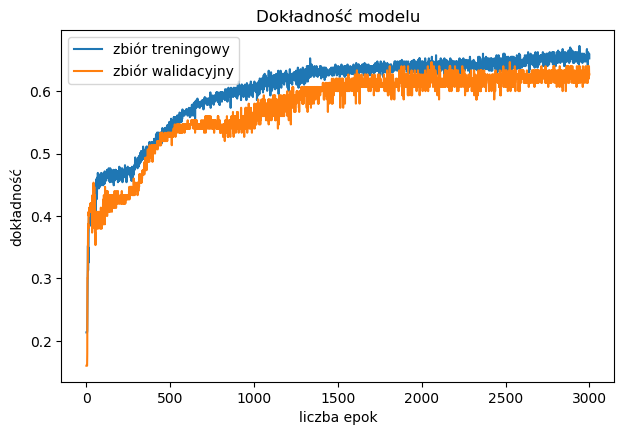 Dokładność modelu
zbiór treningowy
zbiór walidacyjny
dokładność
0.6
0.5
0.4
0.3
0.2
0
500
1000
1500
2000
2500
3000
liczba epok